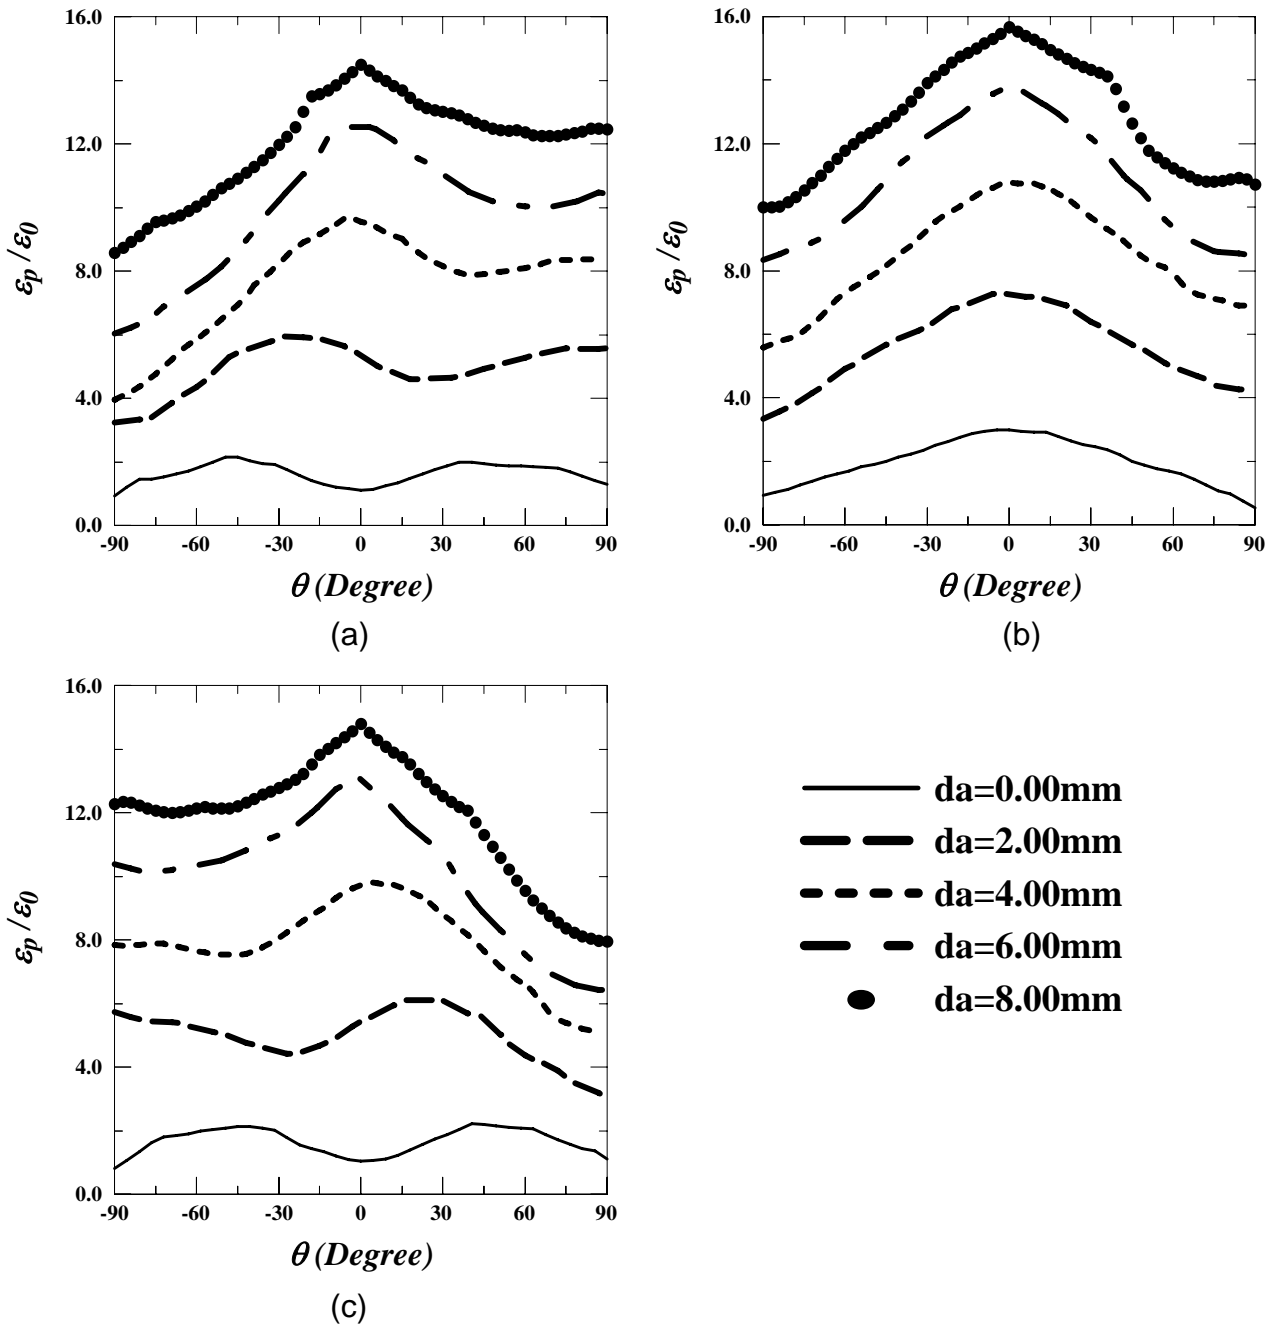 16.0
12.0
8.0
4.0
0.0
εp /ε0
-90 -60 -30 0 30 60 90
θ (Degree)
(a)
16.0
12.0
8.0
4.0
0.0
εp /ε0
-90 -60 -30 0 30 60 90
θ (Degree)
(b)
16.0
12.0
8.0
4.0
0.0
εp /ε0
-90 -60 -30 0 30 60 90
θ (Degree)
(c)
da=0.00mm
da=2.00mm
da=4.00mm
da=6.00mm
da=8.00mm